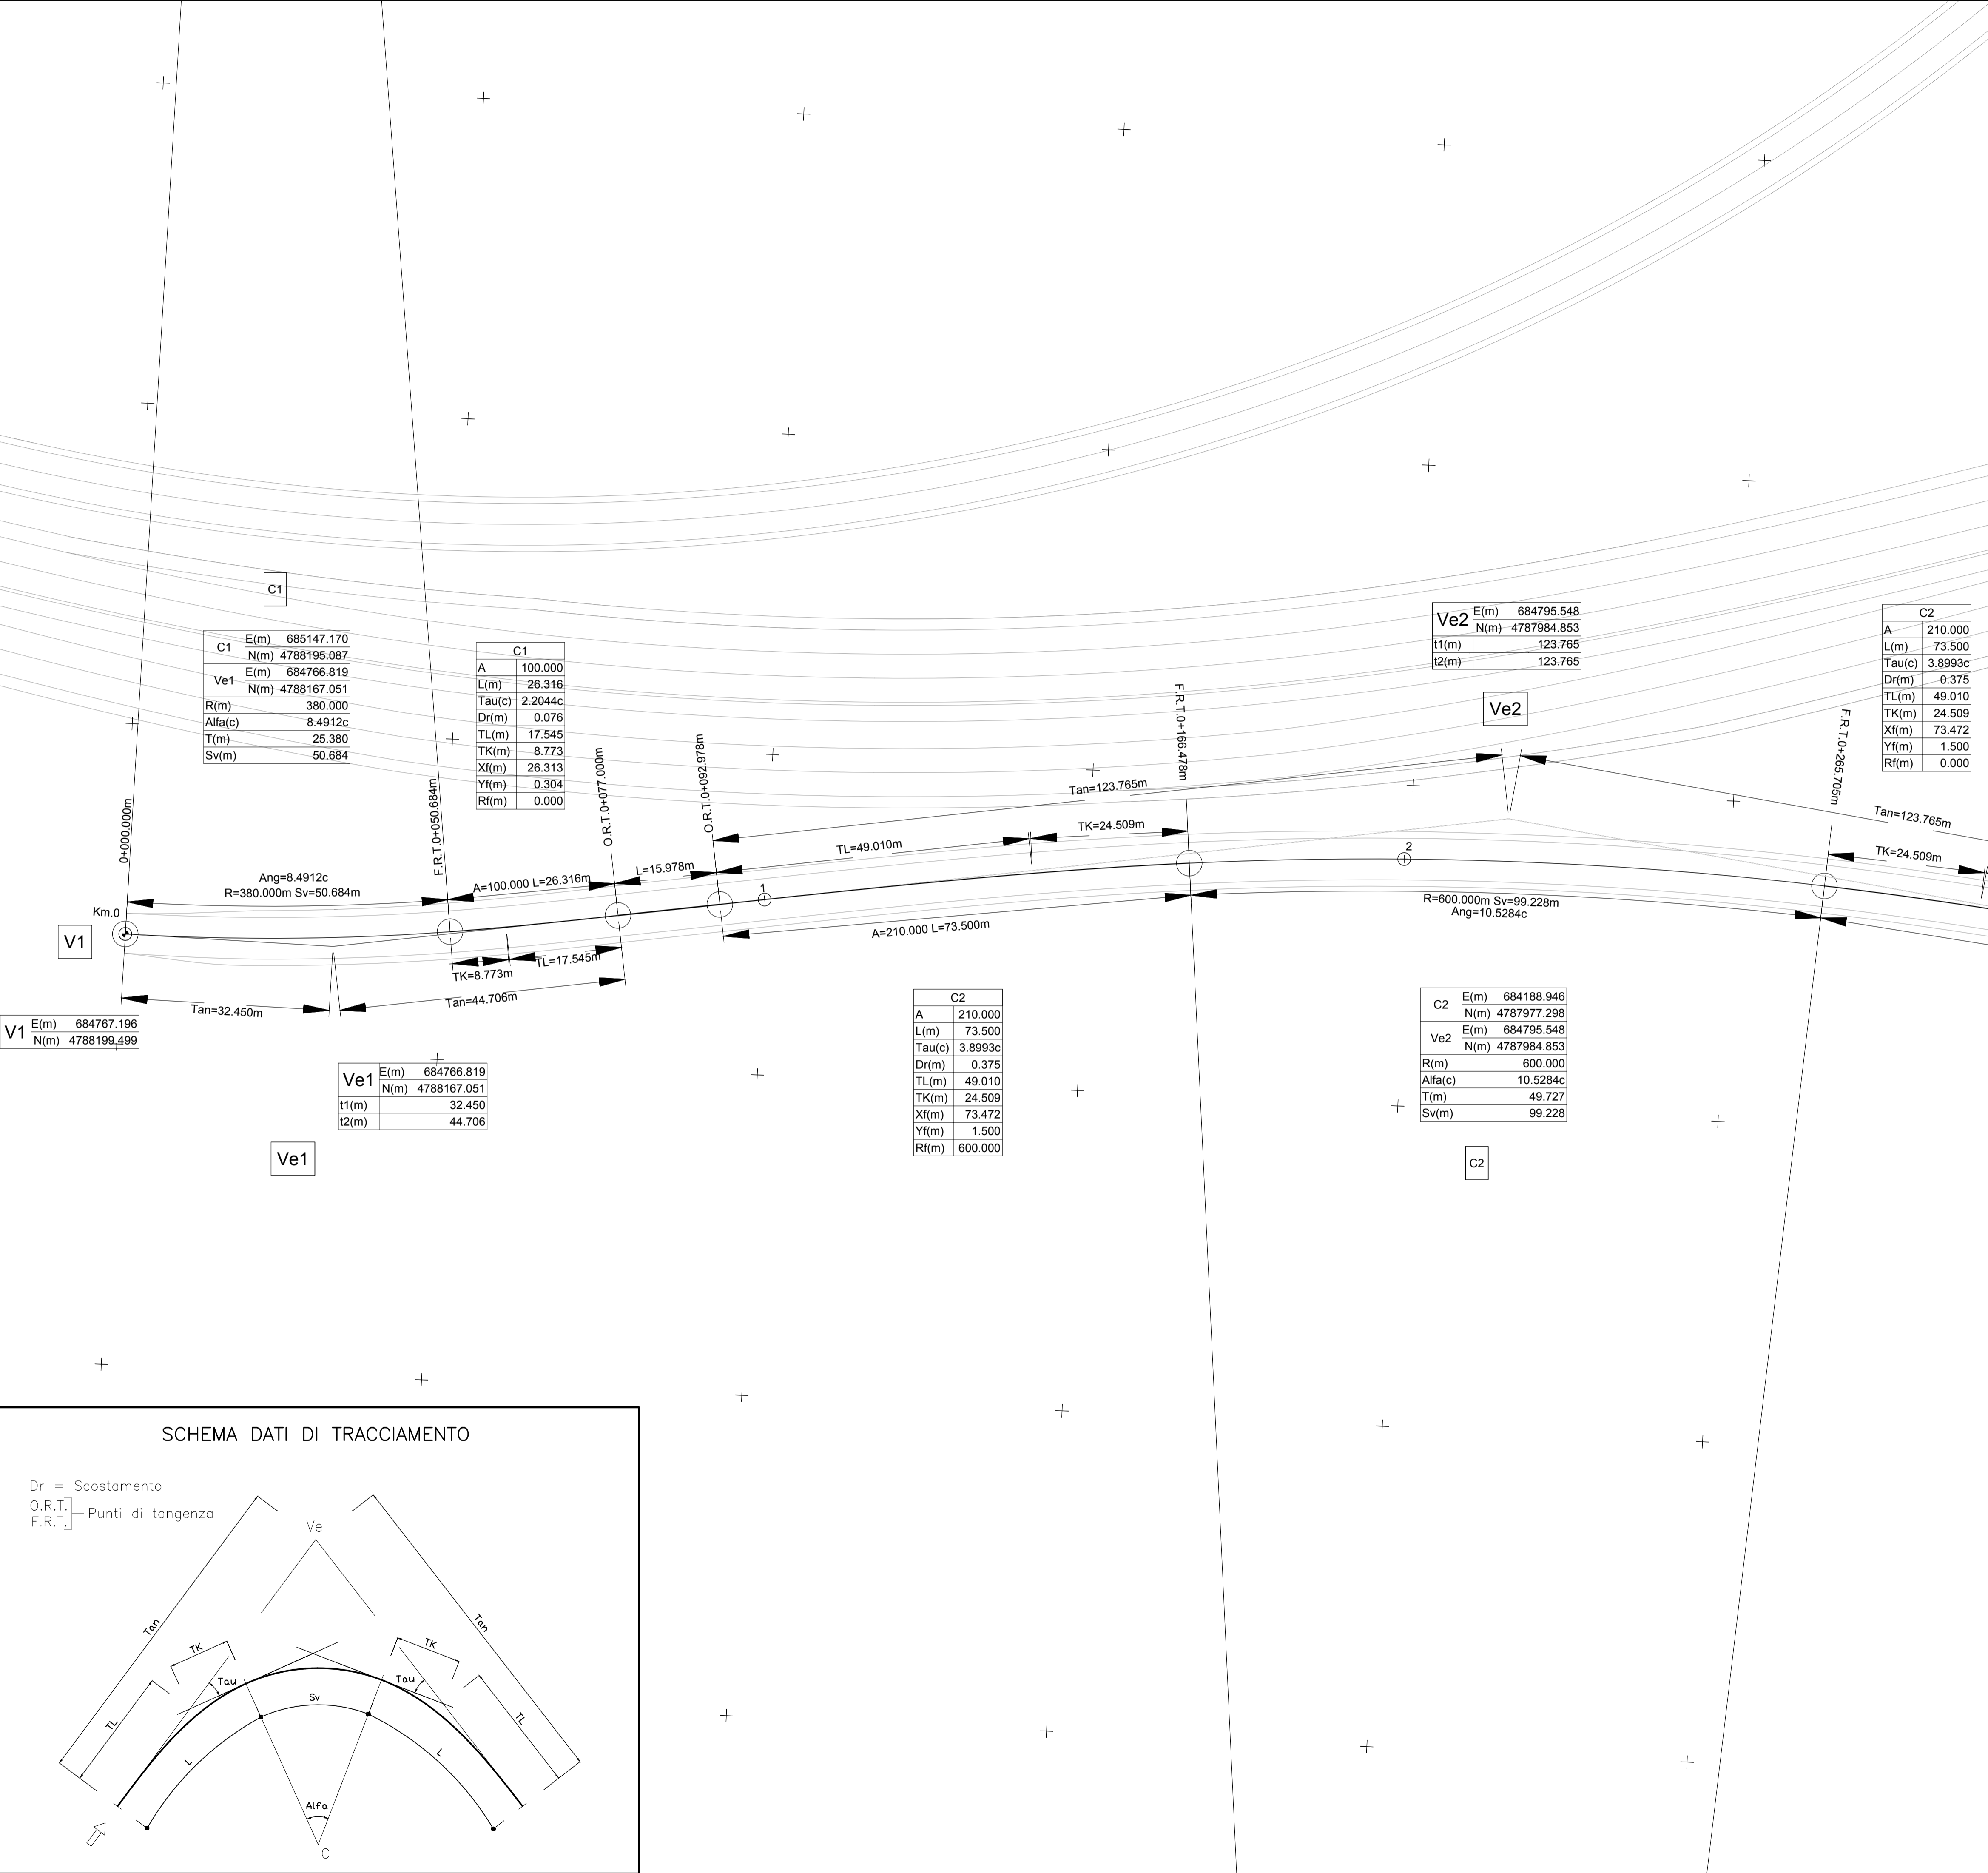 C1
C1 E(m) 685147.170
N(m) 4788195.087
Ve1 E(m) 684766.819
N(m) 4788167.051
R(m) 380.000
Alfa(c) 8.4912c
T(m) 25.380
Sv(m) 50.684
C1
A 100.000
L(m) 26.316
Tau(c) 2.2044c
Dr(m) 0.076
TL(m) 17.545
TK(m) 8.773
Xf(m) 26.313
Yf(m) 0.304
Rf(m) 0.000
Ve2 E(m) 684795.548
N(m) 4787984.853
t1(m) 123.765
t2(m) 123.765
Ve2
C2
A 210.000
L(m) 73.500
Tau(c) 3.8993c
Dr(m) 0.375
TL(m) 49.010
TK(m) 24.509
Xf(m) 73.472
Yf(m) 1.500
Rf(m) 0.000
0+000.000m
F.R.T.0+050.684m
O.R.T.0+077.000m
O.R.T.0+092.978m
F.R.T.0+166.478m
F.R.T.0+265.705m
Tan=123.765m
Tan=123.765m
TK=24.509m
TL=49.010m
TK=24.509m
Ang=8.4912c
R=380.000m Sv=50.684m
A=100.000 L=26.316m
L=15.978m
1
2
Km.0
V1
R=600.000m Sv=99.228m
Ang=10.5284c
A=210.000 L=73.500m
TK=8.773m
TL=17.545m
Tan=32.450m
Tan=44.706m
V1 E(m) 684767.196
N(m) 4788199.499
Ve1 E(m) 684766.819
N(m) 4788167.051
t1(m) 32.450
t2(m) 44.706
Ve1
C2
A 210.000
L(m) 73.500
Tau(c) 3.8993c
Dr(m) 0.375
TL(m) 49.010
TK(m) 24.509
Xf(m) 73.472
Yf(m) 1.500
Rf(m) 600.000
C2 E(m) 684188.946
N(m) 4787977.298
Ve2 E(m) 684795.548
N(m) 4787984.853
R(m) 600.000
Alfa(c) 10.5284c
T(m) 49.727
Sv(m) 99.228
C2
SCHEMA DATI DI TRACCIAMENTO
Dr = Scostamento
O.R.T.
F.R.T.
Punti di tangenza
Ve
Tan
Tan
TK
TK
Tau
Tau
Sv
TL
TL
L
L
Alfa
C